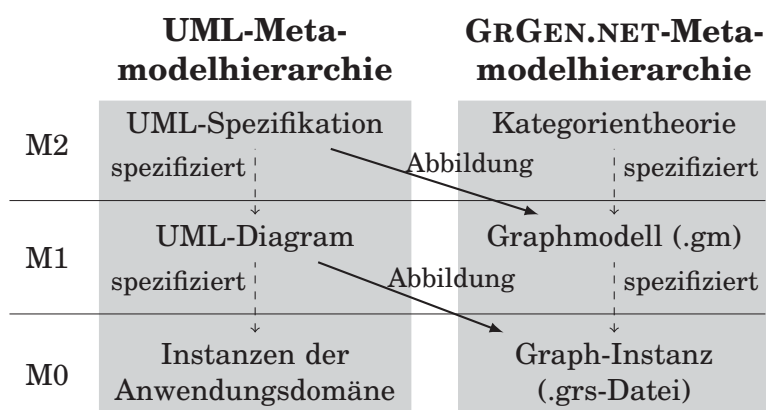 UML-Meta-
modelhierarchie
GRGEN.NET-Meta-
modelhierarchie
M2
UML-Spezifikation
Kategorientheorie
spezifiziert
Abbildung
spezifiziert
M1
UML-Diagram
Graphmodell (.gm)
spezifiziert
Abbildung
spezifiziert
M0
Instanzen der
Anwendungsdomäne
Graph-Instanz
(.grs-Datei)